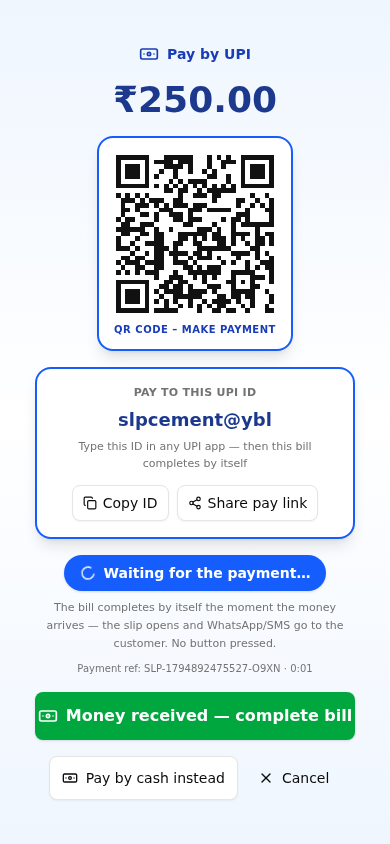 Pay by UPI
₹250.00
QR CODE – MAKE PAYMENT
PAY TO THIS UPI ID
slpcement@ybl
Type this ID in any UPI app — then this bill
completes by itself
Copy ID
Share pay link
Waiting for the payment…
The bill completes by itself the moment the money
arrives — the slip opens and WhatsApp/SMS go to the
customer. No button pressed.
Payment ref: SLP-1794892475527-O9XN · 0:01
Money received — complete bill
Pay by cash instead
Cancel